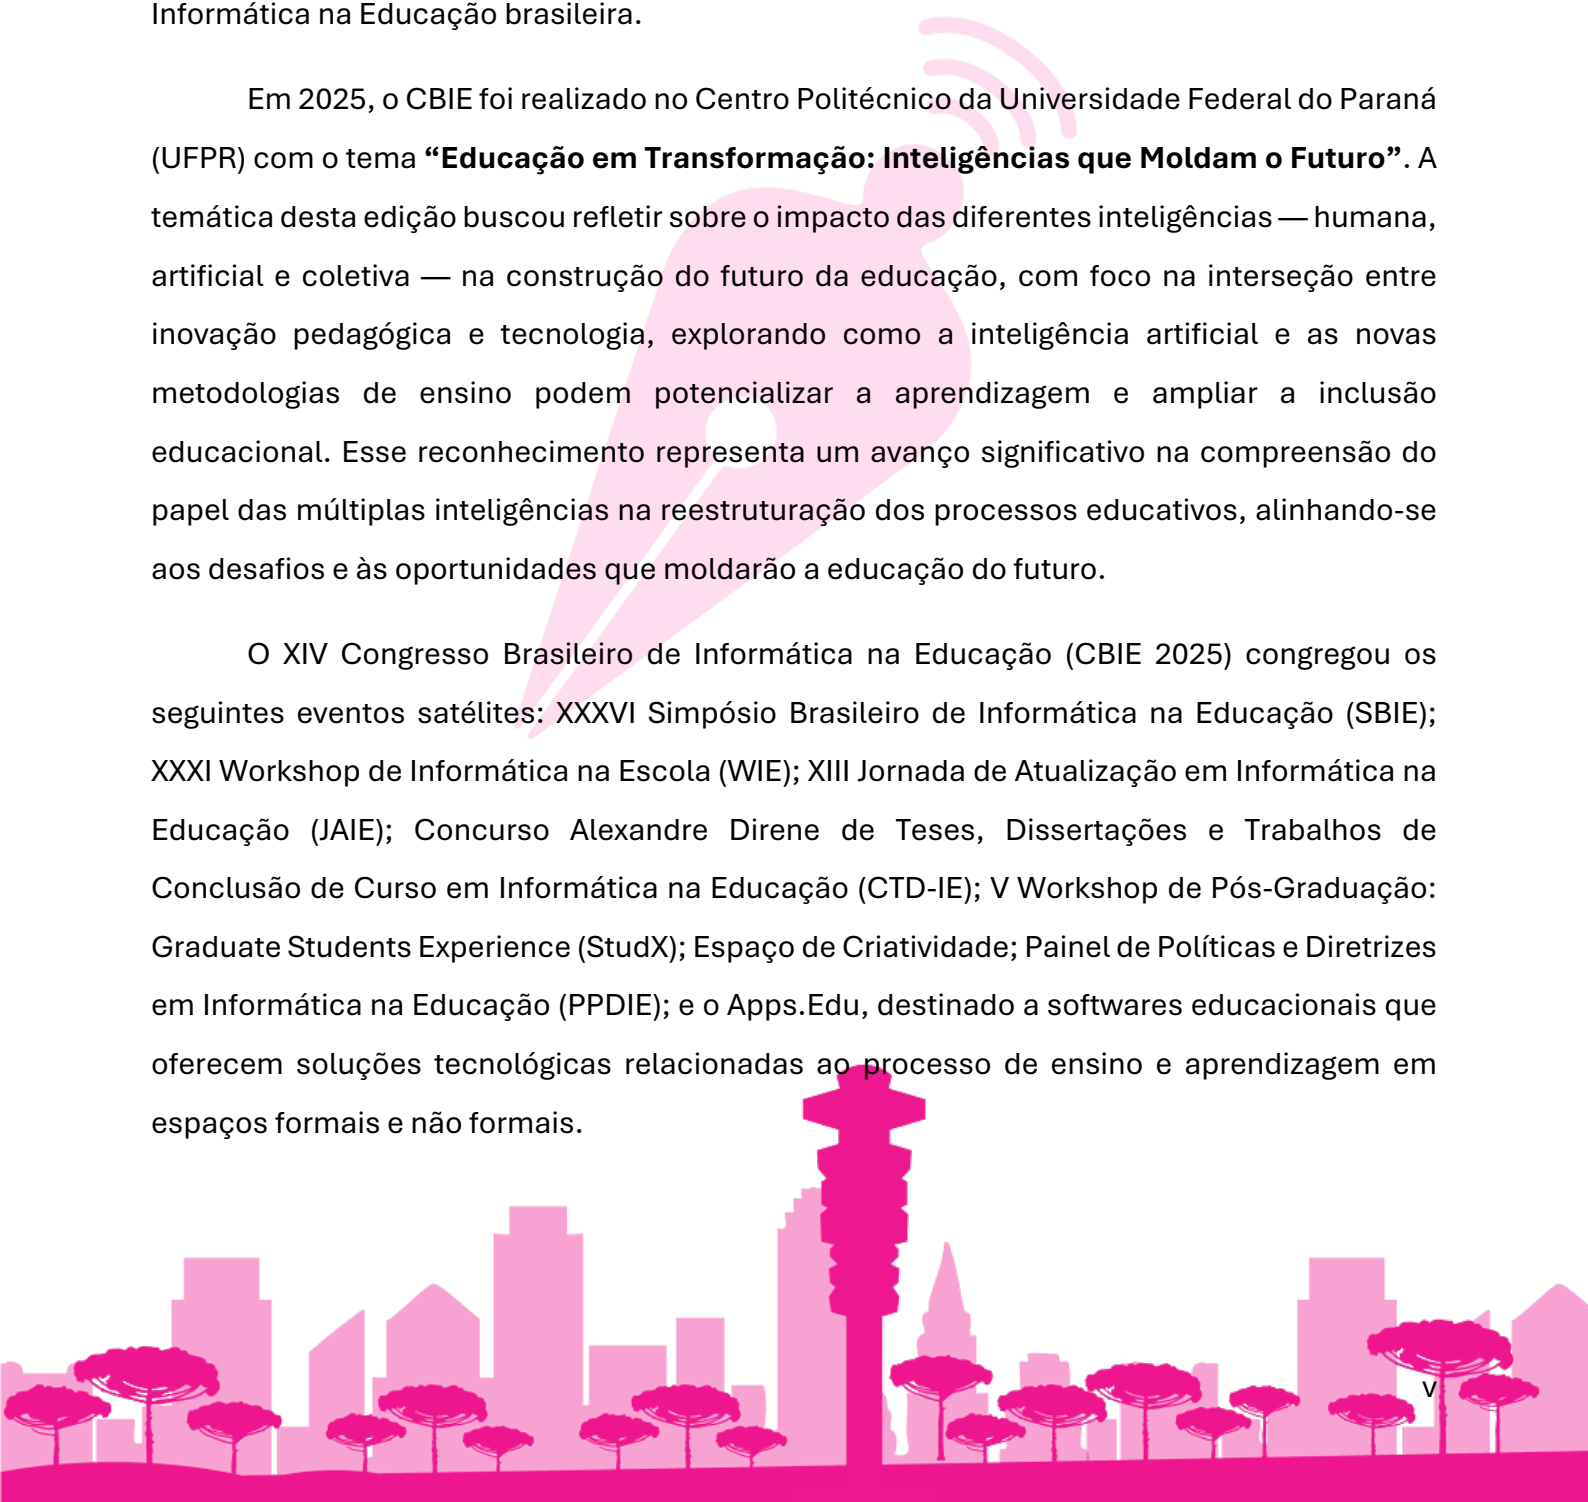 Informática na Educação brasileira.
Em 2025, o CBIE foi realizado no Centro Politécnico da Universidade Federal do Paraná
(UFPR) com o tema “Educação em Transformação: Inteligências que Moldam o Futuro”. A
temática desta edição buscou refletir sobre o impacto das diferentes inteligências — humana,
artificial e coletiva — na construção do futuro da educação, com foco na interseção entre
inovação pedagógica e tecnologia, explorando como a inteligência artificial e as novas
metodologias de ensino podem potencializar a aprendizagem e ampliar a inclusão
educacional. Esse reconhecimento representa um avanço significativo na compreensão do
papel das múltiplas inteligências na reestruturação dos processos educativos, alinhando-se
aos desafios e às oportunidades que moldarão a educação do futuro.
O XIV Congresso Brasileiro de Informática na Educação (CBIE 2025) congregou os
seguintes eventos satélites: XXXVI Simpósio Brasileiro de Informática na Educação (SBIE);
XXXI Workshop de Informática na Escola (WIE); XIII Jornada de Atualização em Informática na
Educação (JAIE); Concurso Alexandre Direne de Teses, Dissertações e Trabalhos de
Conclusão de Curso em Informática na Educação (CTD-IE); V Workshop de Pós-Graduação:
Graduate Students Experience (StudX); Espaço de Criatividade; Painel de Políticas e Diretrizes
em Informática na Educação (PPDIE); e o Apps.Edu, destinado a softwares educacionais que
oferecem soluções tecnológicas relacionadas ao processo de ensino e aprendizagem em
espaços formais e não formais.
v